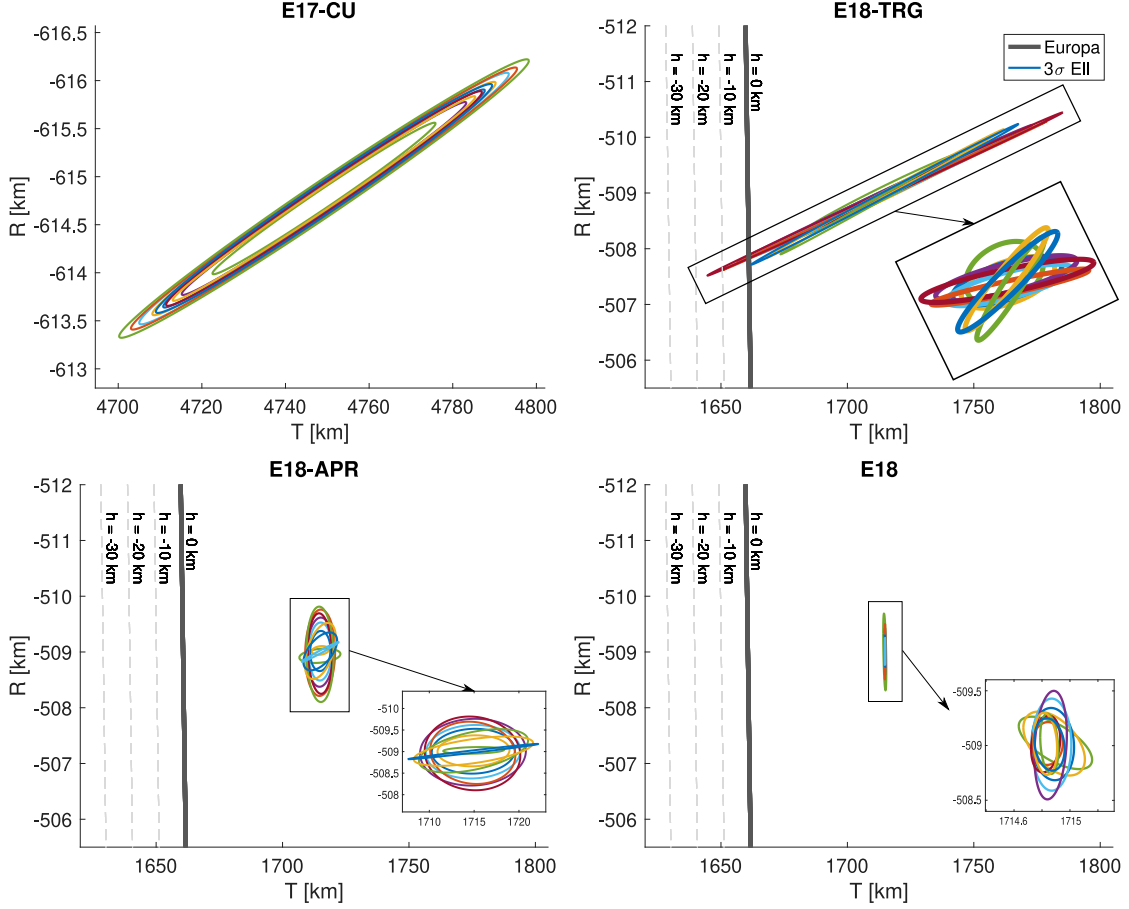 E17-CU
-616.5
-616
-615.5
-615
-614.5
-614
-613.5
-613
R [km]
4700
4720
4740
4760
4780
4800
T [km]
E18-TRG
-512
-511
-510
-509
-508
-507
-506
R [km]
h = -30 km
h = -20 km
h = -10 km
h = 0 km
Europa
3σ Ell
1650
1700
1750
1800
T [km]
E18-APR
-512
-511
-510
-509
-508
-507
-506
R [km]
h = -30 km
h = -20 km
h = -10 km
h = 0 km
-510
-509.5
-509
-508.5
-508
1710
1715
1720
1650
1700
1750
1800
T [km]
E18
-512
-511
-510
-509
-508
-507
-506
R [km]
h = -30 km
h = -20 km
h = -10 km
h = 0 km
-509.5
-509
-508.5
1714.6
1715
1650
1700
1750
1800
T [km]